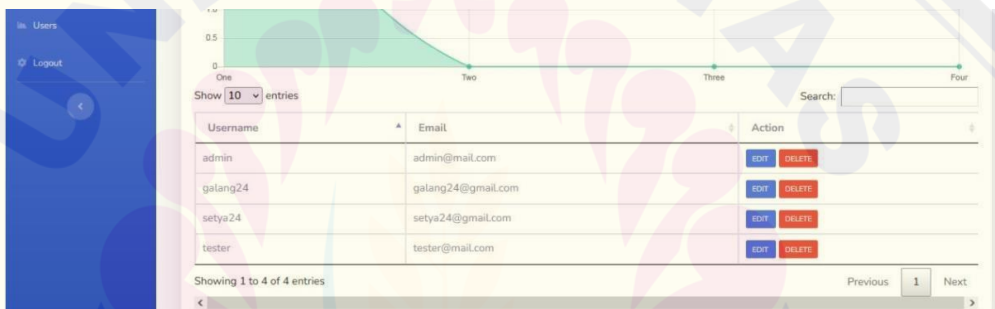 Users
Logout
0.5
0
One Two Three Four
Show 10 entries Search:
Username Email Action
admin admin@mail.com EDIT DELETE
galang24 galang24@gmail.com EDIT DELETE
setya24 setya24@gmail.com EDIT DELETE
tester tester@mail.com EDIT DELETE
Showing 1 to 4 of 4 entries Previous 1 Next